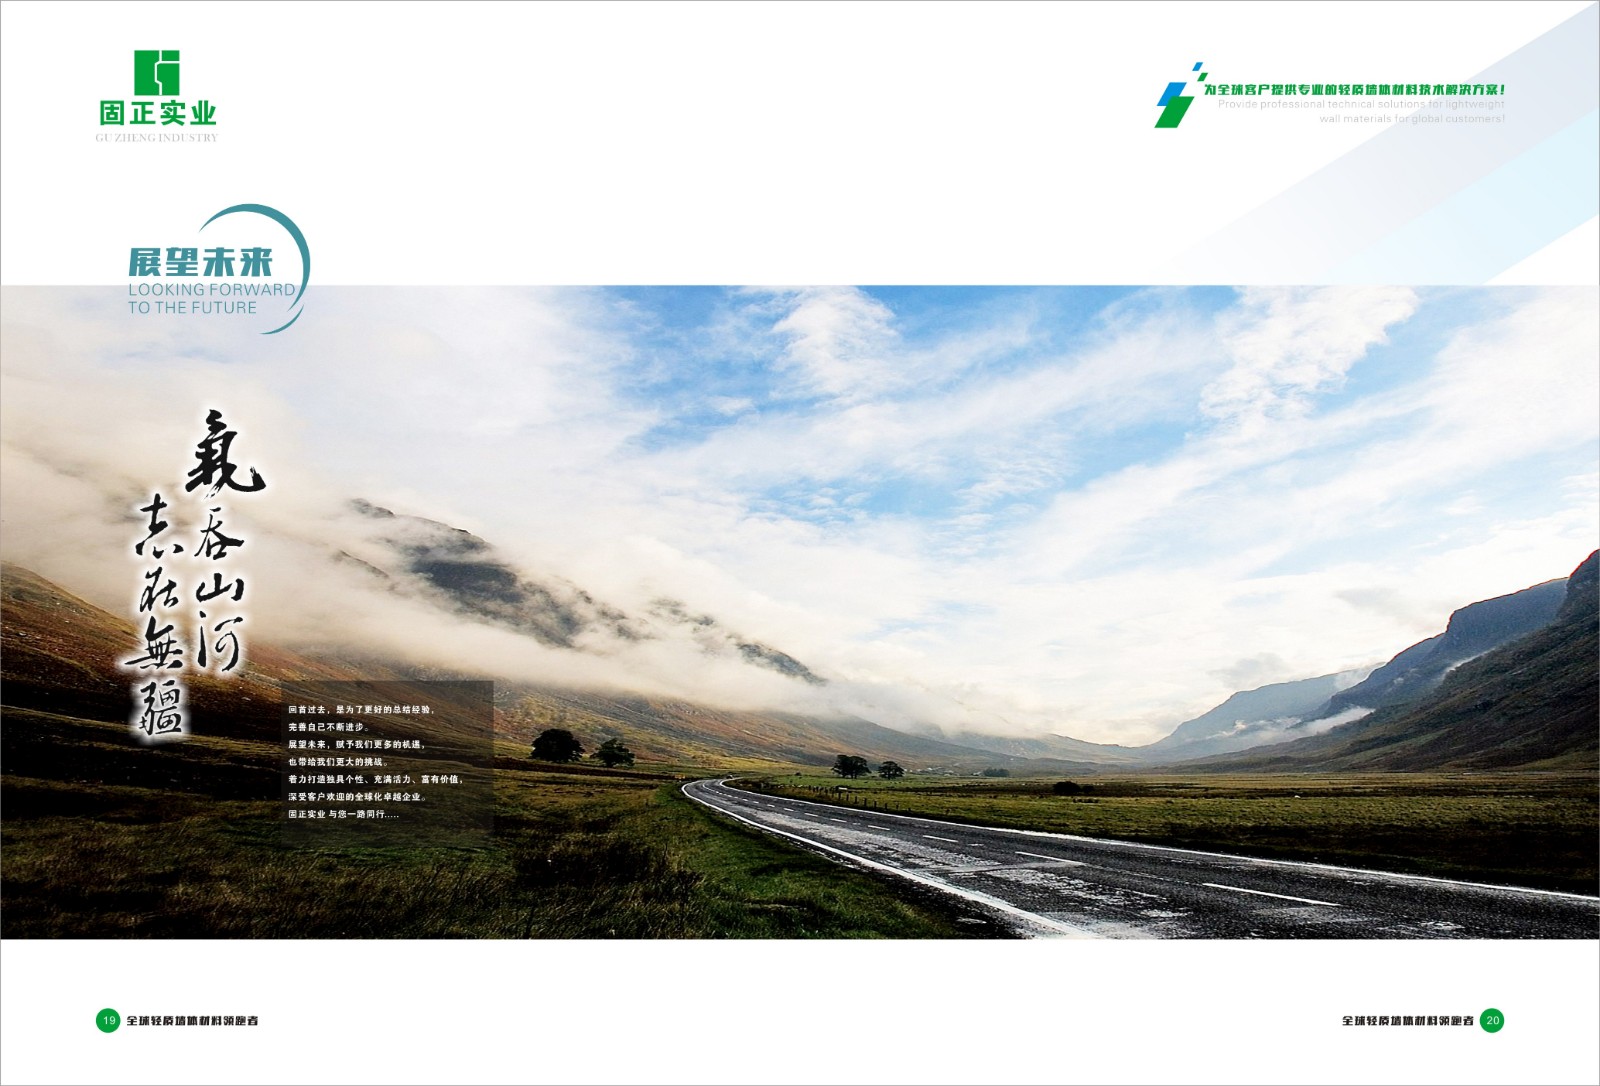 固正实业
GU ZHENG INDUSTRY
为全球客户提供专业的轻质墙体材料技术解决方案！
Provide professional technical solutions for lightweight
wall materials for global customers!
展望未来
LOOKING FORWARD
TO THE FUTURE
氣吞山河
志在無疆
回首过去，是为了更好的总结经验，
完善自己不断进步。
展望未来，赋予我们更多的机遇，
也带给我们更大的挑战。
着力打造独具个性、充满活力、富有价值，
深受客户欢迎的全球化卓越企业。
固正实业 与您一路同行.....
19 全球轻质墙体材料领跑者
全球轻质墙体材料领跑者 20